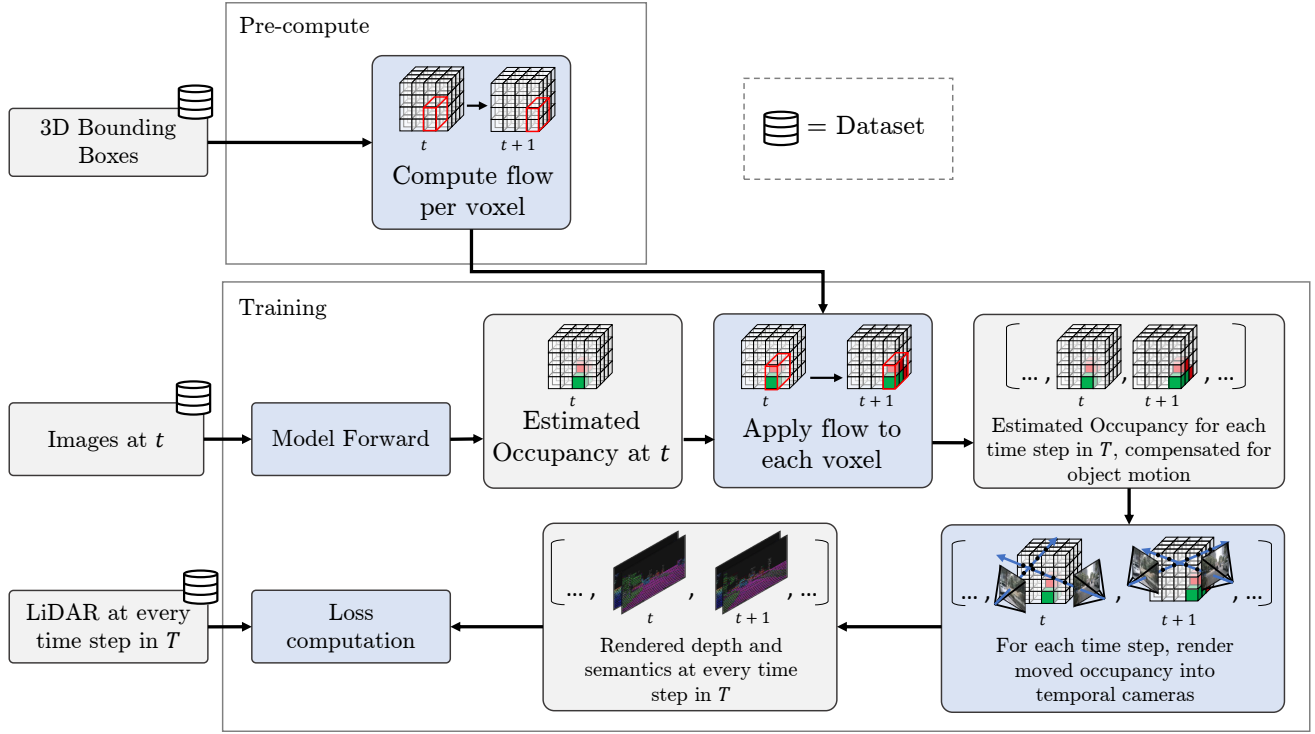 Pre-compute
3D Bounding
Boxes
t
t + 1
Compute flow
per voxel
= Dataset
Training
Images at t
Model Forward
t
Estimated
Occupancy at t
t
t + 1
Apply flow to
each voxel
... , , , ...
t
t + 1
Estimated Occupancy for each
time step in T, compensated for
object motion
LiDAR at every
time step in T
Loss
computation
... , , , ...
t
t + 1
Rendered depth and
semantics at every time
step in T
... , , , ...
t
t + 1
For each time step, render
moved occupancy into
temporal cameras